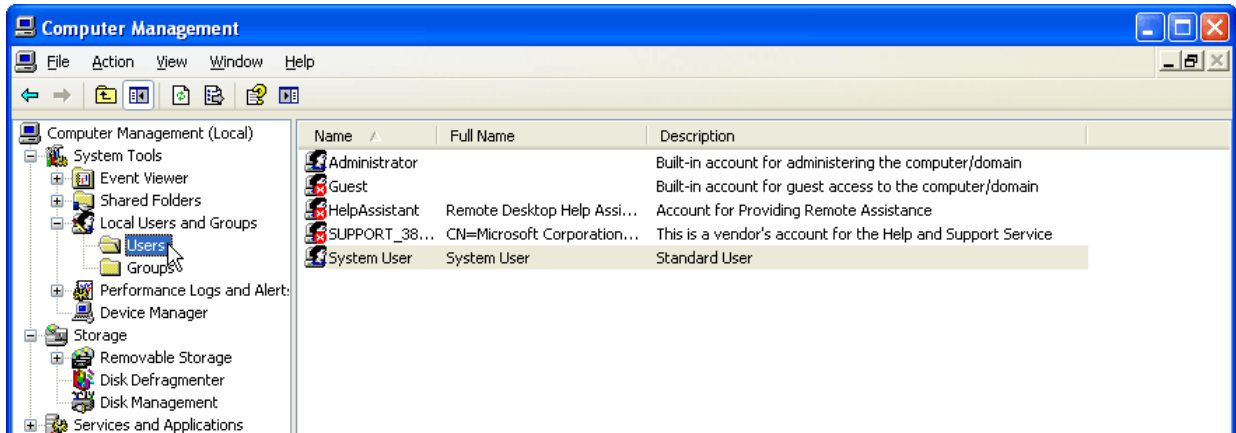 Computer Management
File Action View Window Help
Computer Management (Local)
System Tools
Event Viewer
Shared Folders
Local Users and Groups
Users
Groups
Performance Logs and Alerts
Device Manager
Storage
Removable Storage
Disk Defragmenter
Disk Management
Services and Applications
Name Full Name Description
Administrator Built-in account for administering the computer/domain
Guest Built-in account for guest access to the computer/domain
HelpAssistant Remote Desktop Help Assi... Account for Providing Remote Assistance
SUPPORT_38... CN=Microsoft Corporation... This is a vendor's account for the Help and Support Service
System User System User Standard User